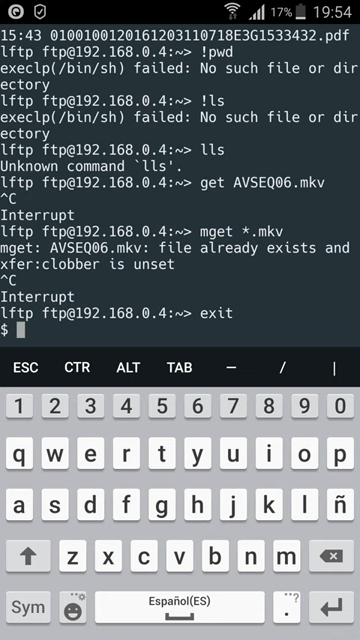 17% 19:54
15:43 0100100120161203110718E3G1533432.pdf
lftp ftp@192.168.0.4:~> !pwd
execlp(/bin/sh) failed: No such file or dir
ectory
lftp ftp@192.168.0.4:~> !ls
execlp(/bin/sh) failed: No such file or dir
ectory
lftp ftp@192.168.0.4:~> lls
Unknown command `lls'.
lftp ftp@192.168.0.4:~> get AVSEQ06.mkv
^C
Interrupt
lftp ftp@192.168.0.4:~> mget *.mkv
mget: AVSEQ06.mkv: file already exists and
xfer:clobber is unset
^C
Interrupt
lftp ftp@192.168.0.4:~> exit
$
ESC CTR ALT TAB — / |
1 2 3 4 5 6 7 8 9 0
q w e r t y u i o p
a s d f g h j k l ñ
z x c v b n m
Sym Español(ES) . ,,?